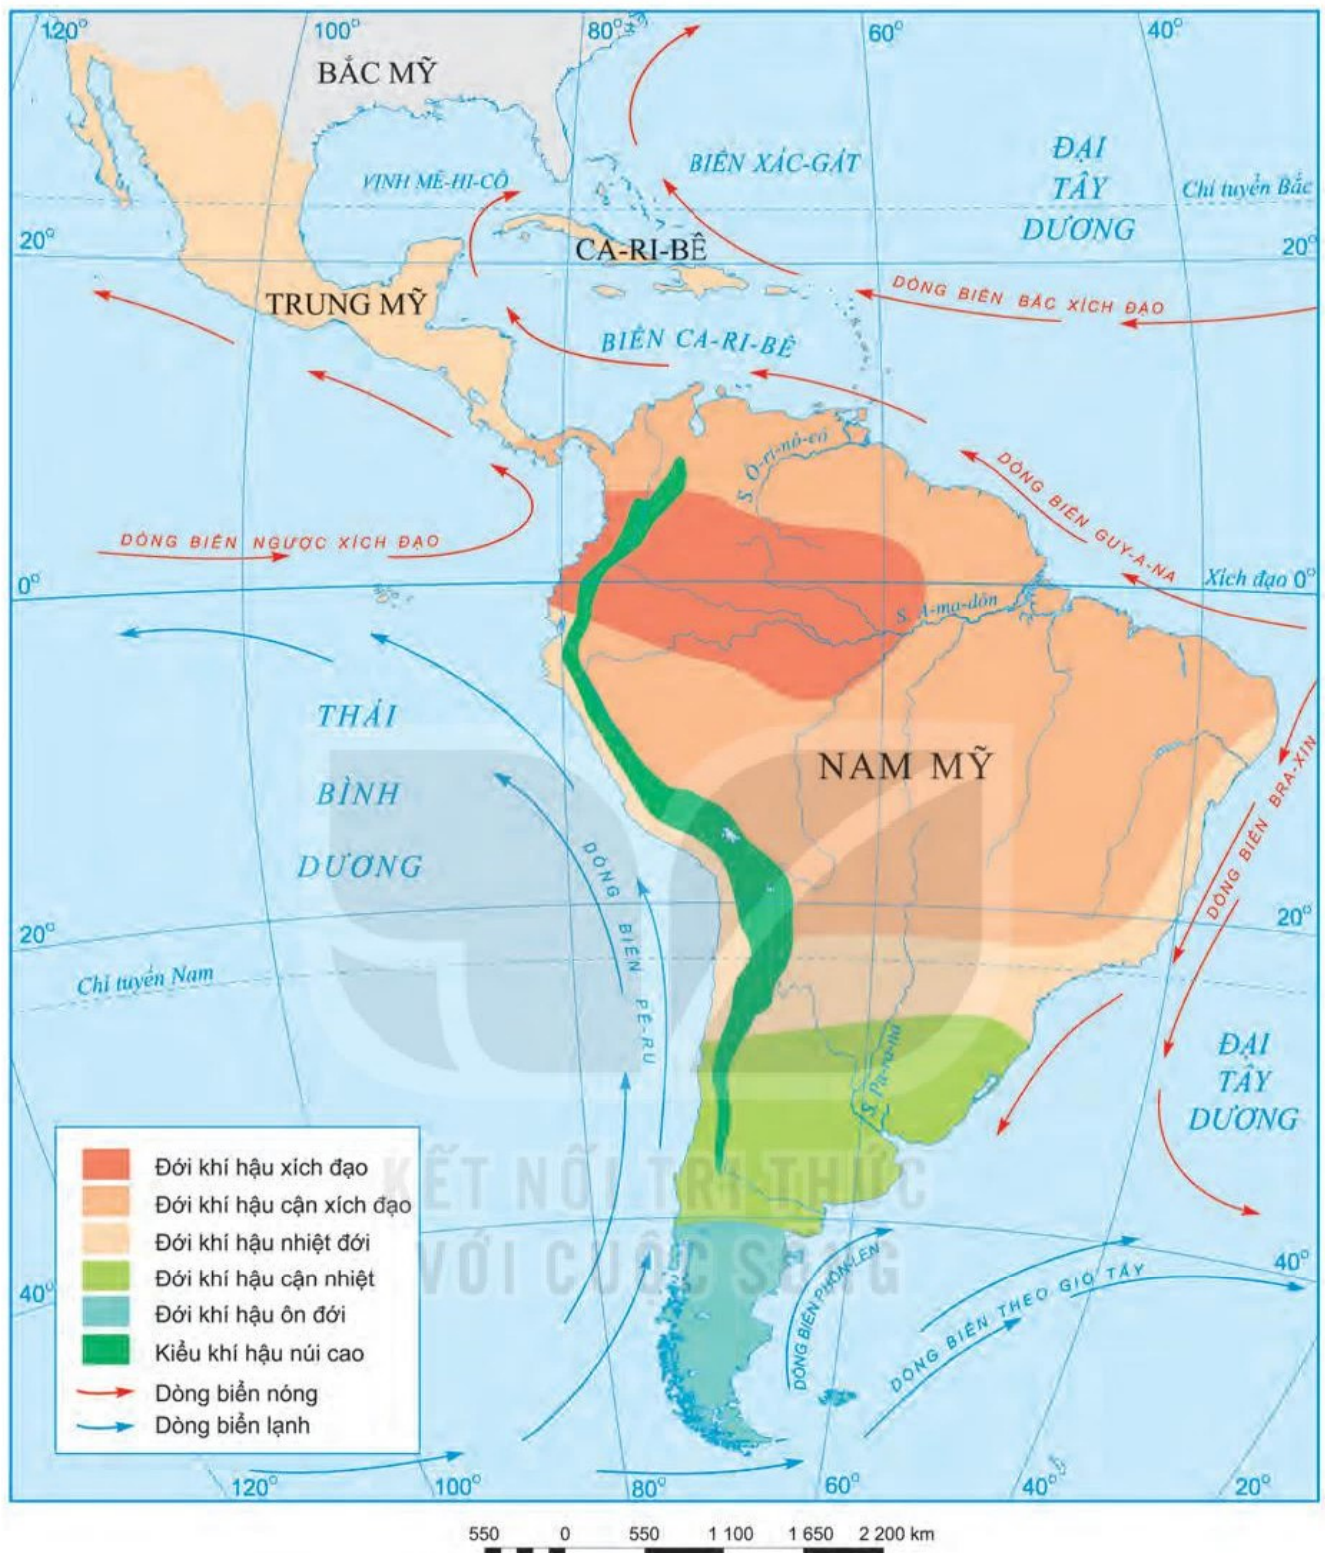 120°
100°
80°
60°
40°
BẮC MỸ
VỊNH MÊ-HI-CÔ
BIỂN XÁC-GÁT
ĐẠI
TÂY
DƯƠNG
Chí tuyến Bắc
20°
20°
CA-RI-BÊ
TRUNG MỸ
DÒNG BIỂN BẮC XÍCH ĐẠO
BIỂN CA-RI-BÊ
S. Ô-ri-nô-cô
DÒNG BIỂN GUY-A-NA
DÒNG BIỂN NGƯỢC XÍCH ĐẠO
0°
Xích đạo 0°
S. A-ma-dôn
THÁI
BÌNH
DƯƠNG
NAM MỸ
DÒNG BIỂN BRA-XIN
DÒNG BIỂN PÊ-RU
20°
20°
Chí tuyến Nam
S. Pa-ra-na
ĐẠI
TÂY
DƯƠNG
KẾT NỐI TRI THỨC
VỚI CUỘC SỐNG
DÒNG BIỂN PHÔN-LEN
DÒNG BIỂN THEO GIÓ TÂY
40°
40°
Đới khí hậu xích đạo
Đới khí hậu cận xích đạo
Đới khí hậu nhiệt đới
Đới khí hậu cận nhiệt
Đới khí hậu ôn đới
Kiểu khí hậu núi cao
Dòng biển nóng
Dòng biển lạnh
120°
100°
80°
60°
40°
20°
550 0 550 1 100 1 650 2 200 km